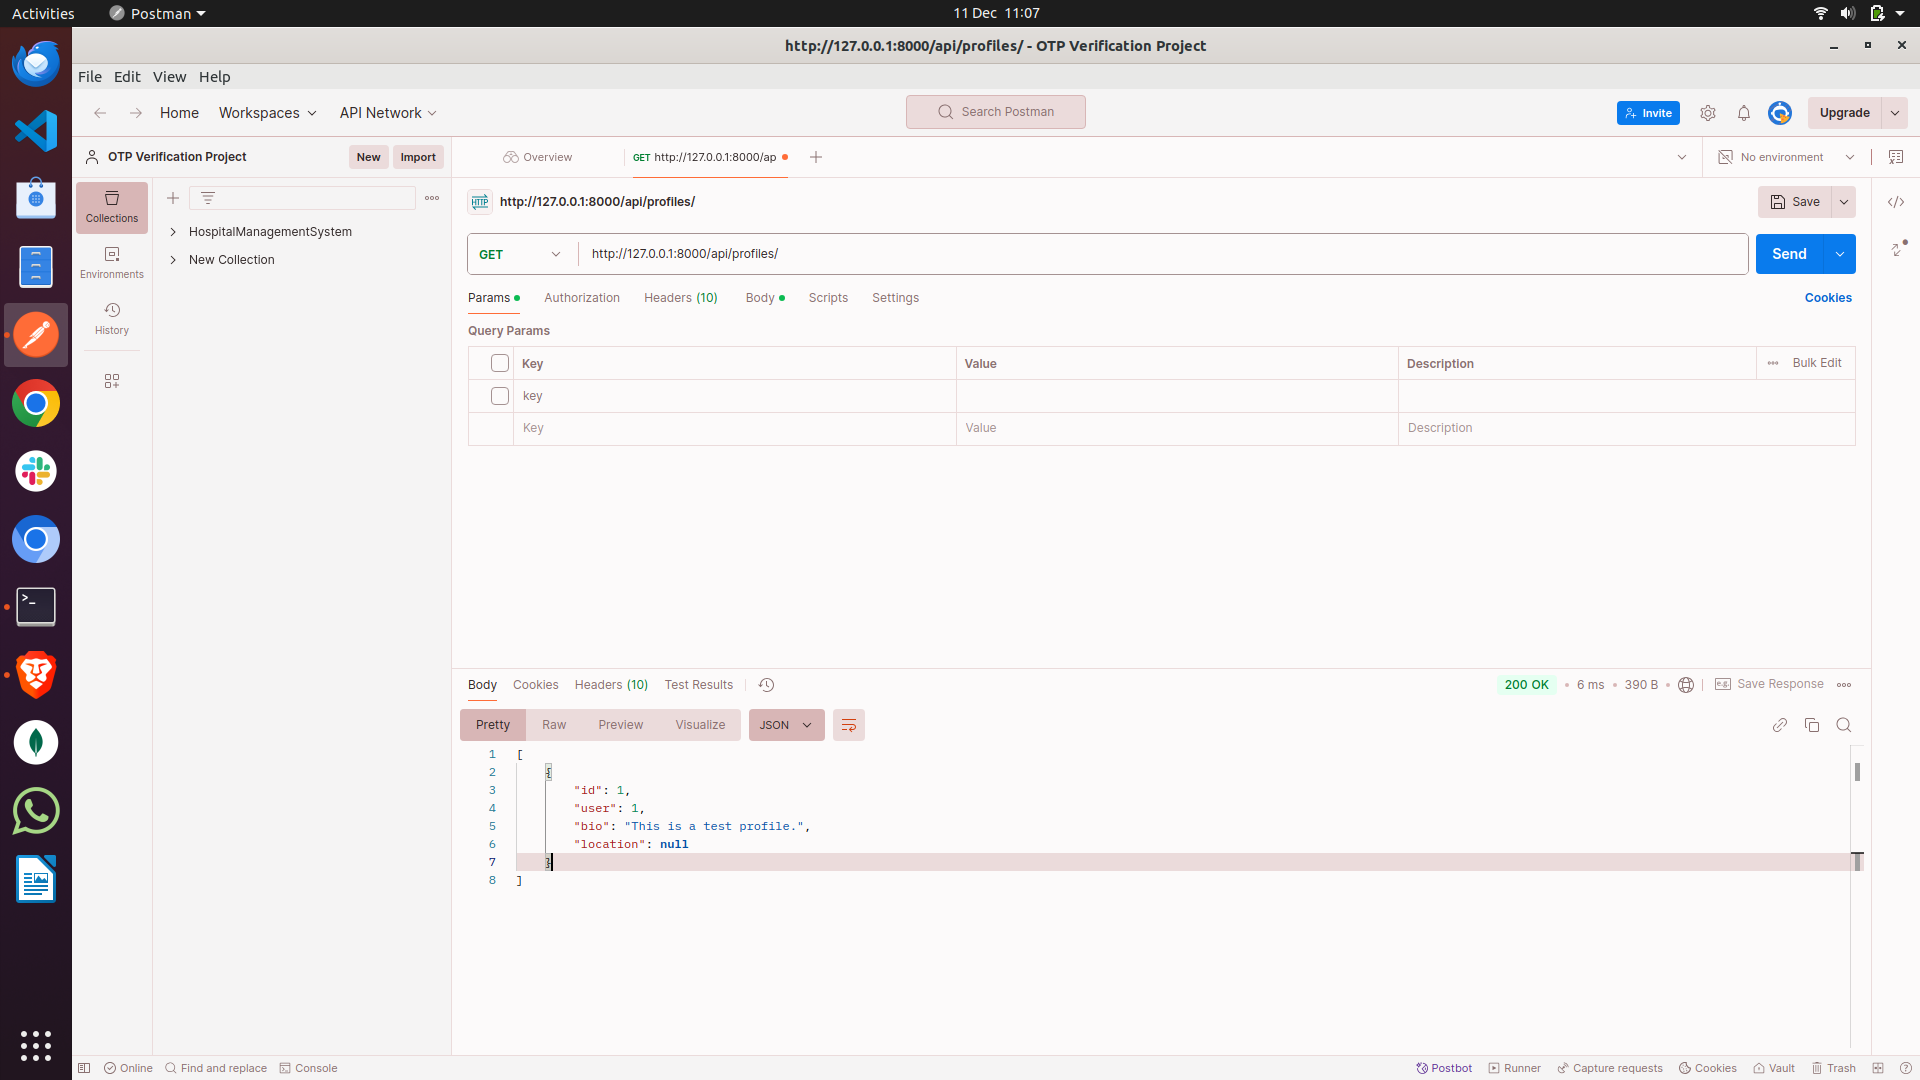 Activities Postman 11 Dec 11:07
http://127.0.0.1:8000/api/profiles/ - OTP Verification Project
File Edit View Help
Home Workspaces API Network Search Postman Invite Upgrade
OTP Verification Project New Import Overview GET http://127.0.0.1:8000/ap No environment
Collections
HTTP http://127.0.0.1:8000/api/profiles/ Save
HospitalManagementSystem
New Collection
GET http://127.0.0.1:8000/api/profiles/ Send
Environments
Params Authorization Headers (10) Body Scripts Settings Cookies
History
Query Params
Key Value Description Bulk Edit
key
Key Value Description
Body Cookies Headers (10) Test Results 200 OK 6 ms 390 B e.g. Save Response
Pretty Raw Preview Visualize JSON
1 [
2 {
3 "id": 1,
4 "user": 1,
5 "bio": "This is a test profile.",
6 "location": null
7 }
8 ]
Online Find and replace Console Postbot Runner Capture requests Cookies Vault Trash